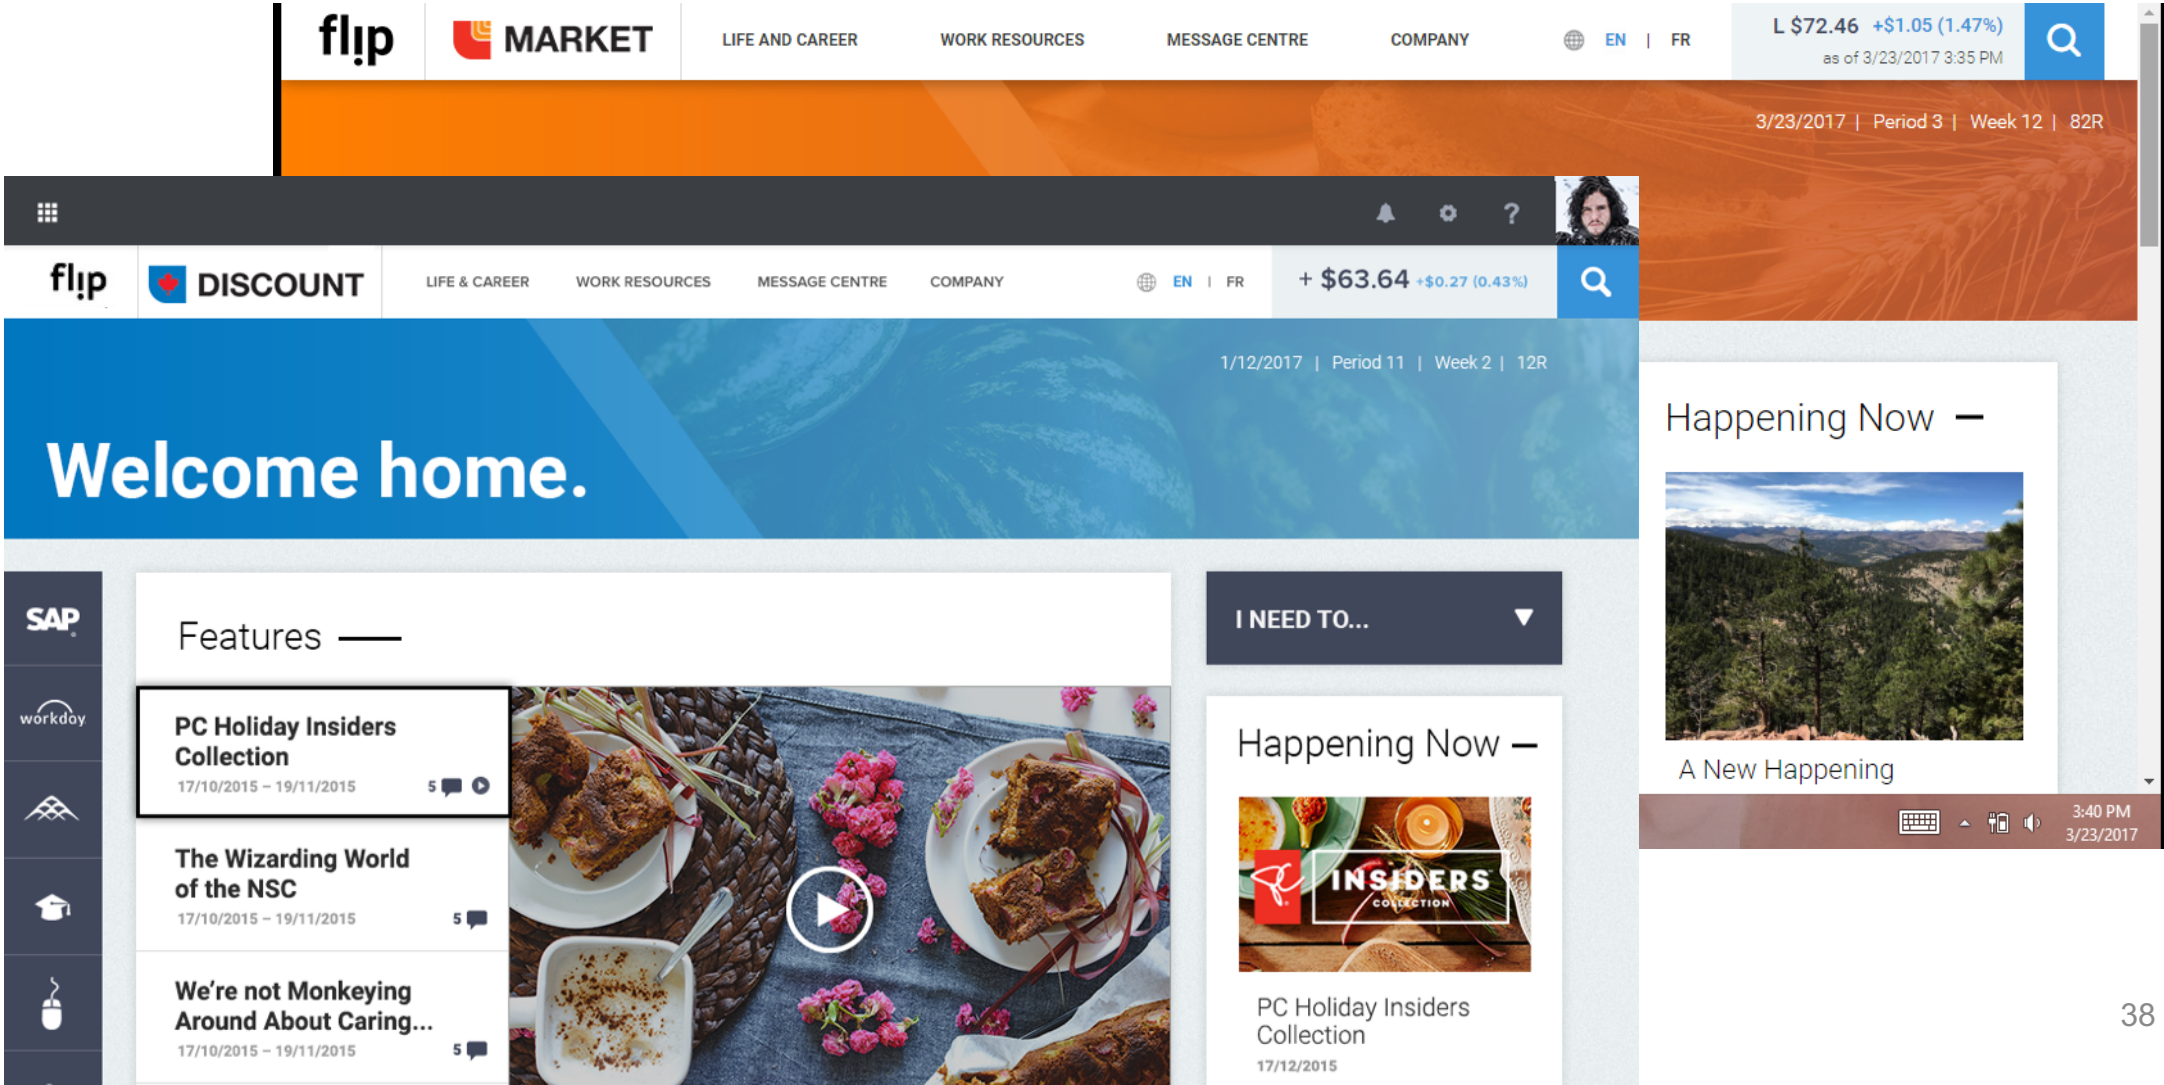 flip
MARKET
LIFE AND CAREER
WORK RESOURCES
MESSAGE CENTRE
COMPANY
EN | FR
L $72.46 +$1.05 (1.47%)
as of 3/23/2017 3:35 PM
3/23/2017 | Period 3 | Week 12 | 82R
?
flip
DISCOUNT
LIFE & CAREER
WORK RESOURCES
MESSAGE CENTRE
COMPANY
EN | FR
+ $63.64 +$0.27 (0.43%)
1/12/2017 | Period 11 | Week 2 | 12R
Welcome home.
SAP
workday.
Features
PC Holiday Insiders
Collection
17/10/2015 – 19/11/2015
5
The Wizarding World
of the NSC
17/10/2015 – 19/11/2015
5
We're not Monkeying
Around About Caring...
17/10/2015 – 19/11/2015
5
I NEED TO...
Happening Now
PC
INSIDERS
COLLECTION
PC Holiday Insiders
Collection
17/12/2015
Happening Now
A New Happening
3:40 PM
3/23/2017
38